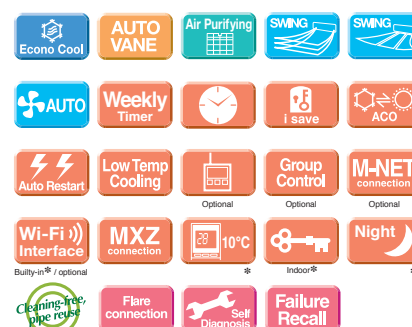 Econo Cool
AUTO
VANE
Air Purifying
SWING
SWING
AUTO
Weekly
Timer
i save
ACO
Auto Restart
Low Temp
Cooling
Optional
Group
Control
Optional
M-NET
connection
Optional
Wi-Fi
Interface
Builty-in* / optional
MXZ
connection
28 10°C
*
Indoor*
Night
Cleaning-free,
pipe reuse
Flare
connection
Self
Diagnosis
Failure
Recall